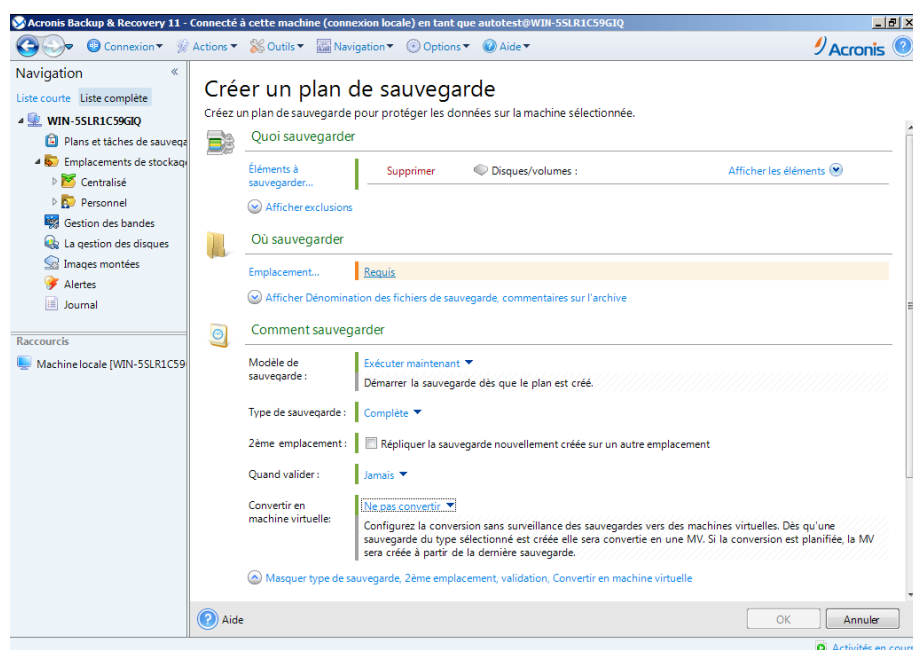 Acronis Backup & Recovery 11 - Connecté à cette machine (connexion locale) en tant que autotest@WIN-5SLR1C59GIQ
Connexion Actions Outils Navigation Options Aide Acronis
Navigation
Liste courte Liste complète
WIN-5SLR1C59GIQ
Plans et tâches de sauvega
Emplacements de stockag
Centralisé
Personnel
Gestion des bandes
La gestion des disques
Images montées
Alertes
Journal
Raccourcis
Machine locale [WIN-5SLR1C59
Créer un plan de sauvegarde
Créez un plan de sauvegarde pour protéger les données sur la machine sélectionnée.
Quoi sauvegarder
Éléments à
sauvegarder...
Supprimer Disques/volumes : Afficher les éléments
Afficher exclusions
Où sauvegarder
Emplacement... Requis
Afficher Dénomination des fichiers de sauvegarde, commentaires sur l'archive
Comment sauvegarder
Modèle de
sauvegarde :
Exécuter maintenant
Démarrer la sauvegarde dès que le plan est créé.
Type de sauvegarde : Complète
2ème emplacement : Répliquer la sauvegarde nouvellement créée sur un autre emplacement
Quand valider : Jamais
Convertir en
machine virtuelle:
Ne pas convertir
Configurez la conversion sans surveillance des sauvegardes vers des machines virtuelles. Dès qu'une
sauvegarde du type sélectionné est créée elle sera convertie en une MV. Si la conversion est planifiée, la MV
sera créée à partir de la dernière sauvegarde.
Masquer type de sauvegarde, 2ème emplacement, validation, Convertir en machine virtuelle
Aide OK Annuler
Activités en cours